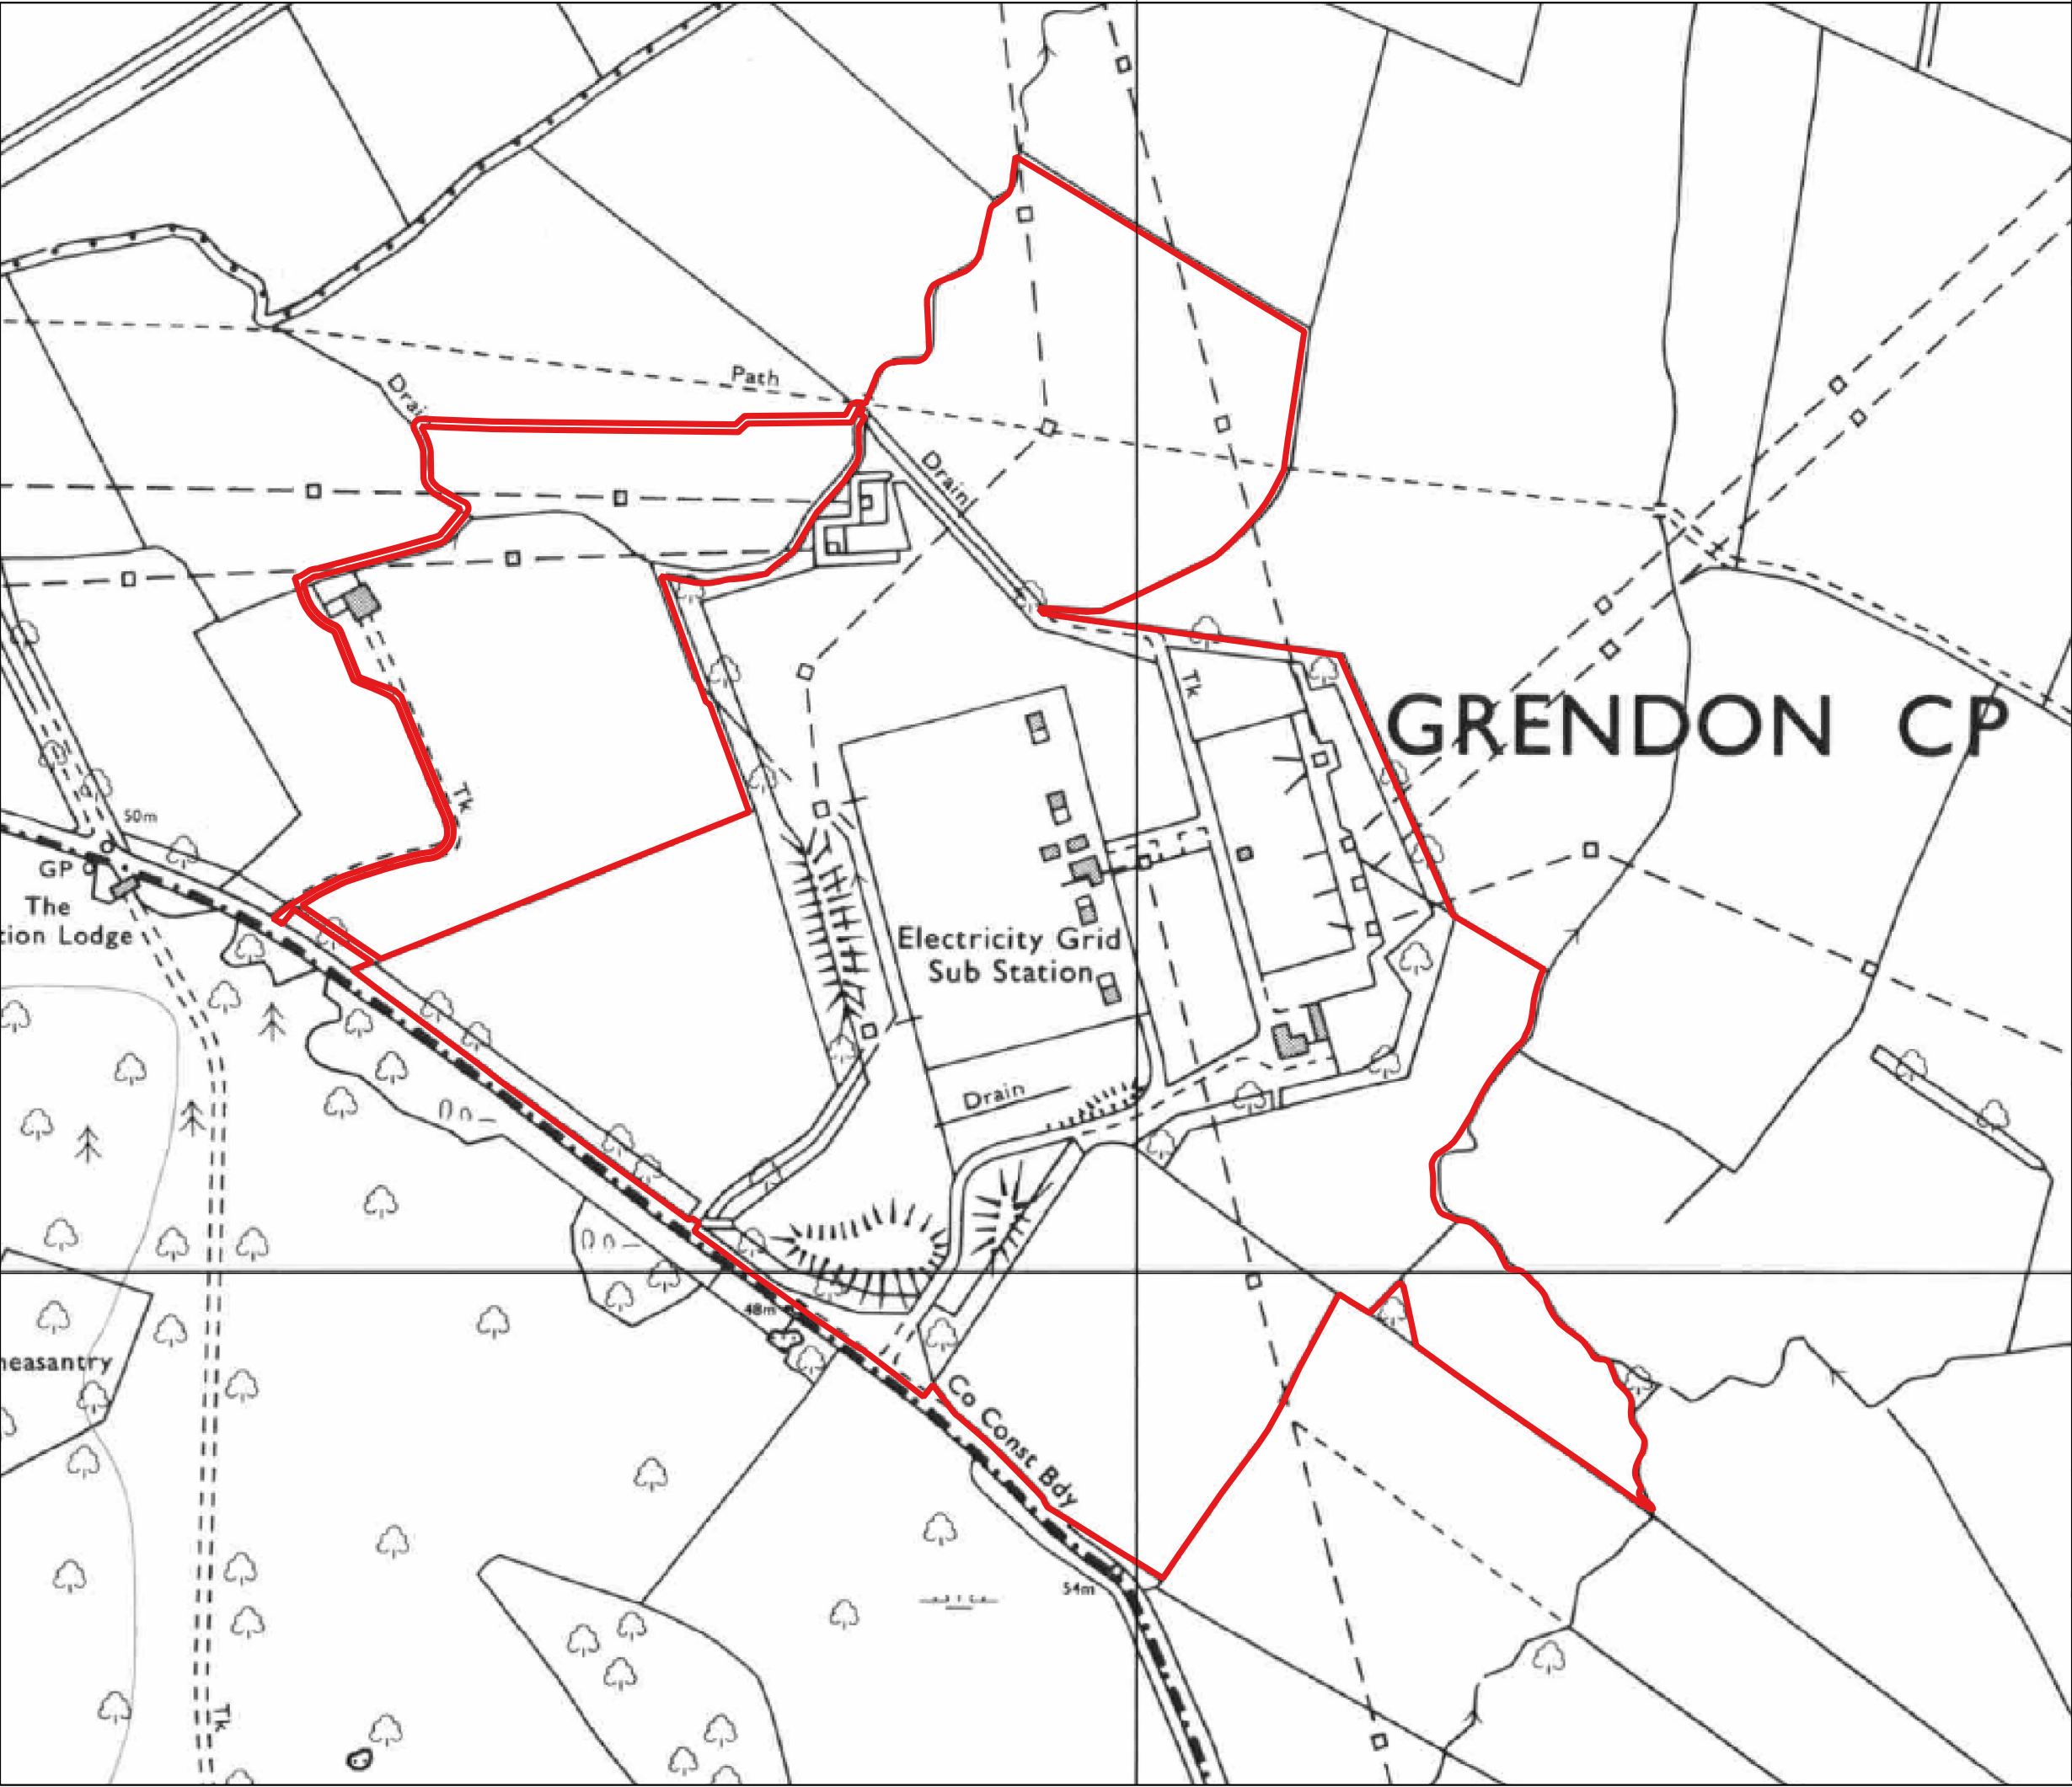 Path
Drai
Drain
Tk
GRENDON CP
Tk
50m
GP
The
tion Lodge
Electricity Grid
Sub Station
Drain
48m
heasantry
Co Const Bdy
54m
Tk